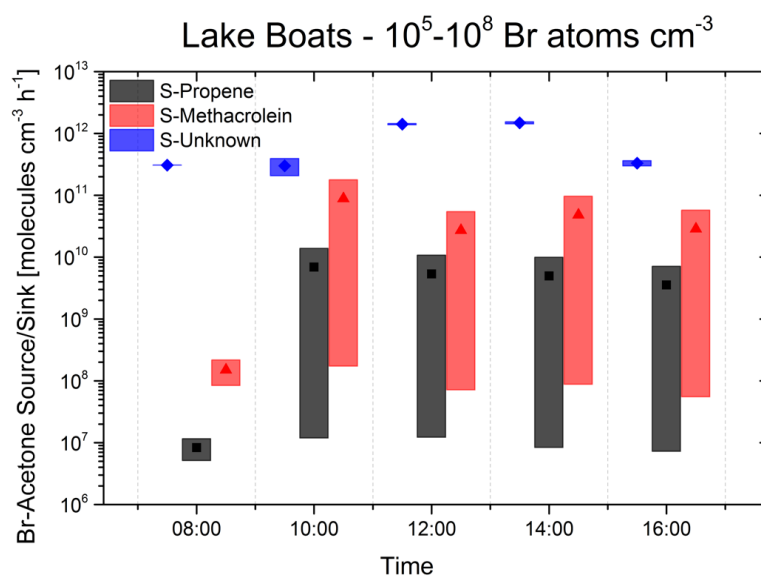 Lake Boats - 10⁵-10⁸ Br atoms cm⁻³
Br-Acetone Source/Sink [molecules cm⁻³ h⁻¹]
10¹³
10¹²
10¹¹
10¹⁰
10⁹
10⁸
10⁷
10⁶
S-Propene
S-Methacrolein
S-Unknown
08:00 10:00 12:00 14:00 16:00
Time